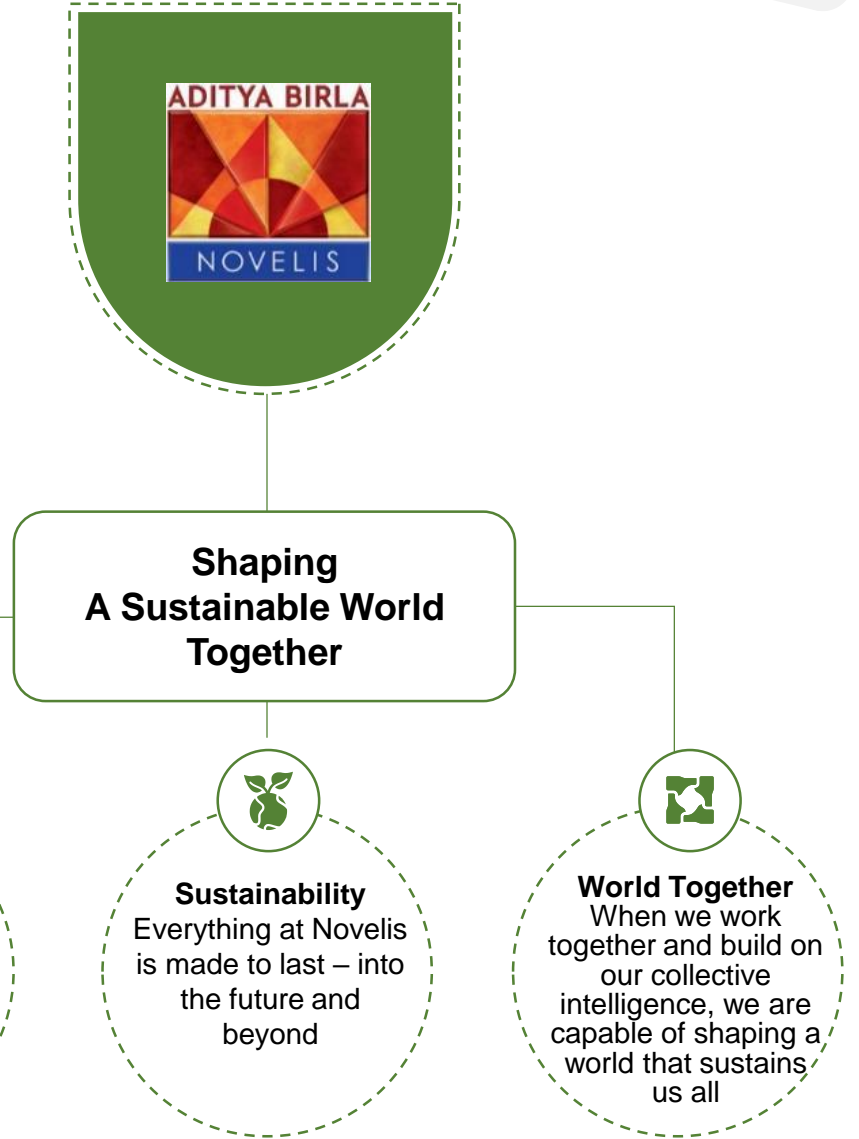 ADITYA BIRLA
NOVELIS
Shaping
A Sustainable World
Together
Sustainability
Everything at Novelis
is made to last – into
the future and
beyond
World Together
When we work
together and build on
our collective
intelligence, we are
capable of shaping a
world that sustains
us all